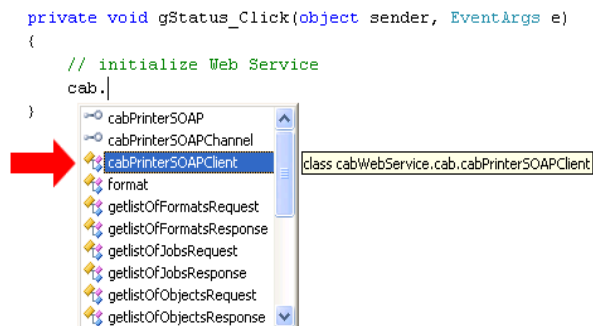 private void gStatus_Click(object sender, EventArgs e)
{
// initialize Web Service
cab.
}
cabPrinterSOAP
cabPrinterSOAPChannel
cabPrinterSOAPClient
class cabWebService.cab.cabPrinterSOAPClient
format
getlistOfFormatsRequest
getlistOfFormatsResponse
getlistOfJobsRequest
getlistOfJobsResponse
getlistOfObjectsRequest
getlistOfObjectsResponse